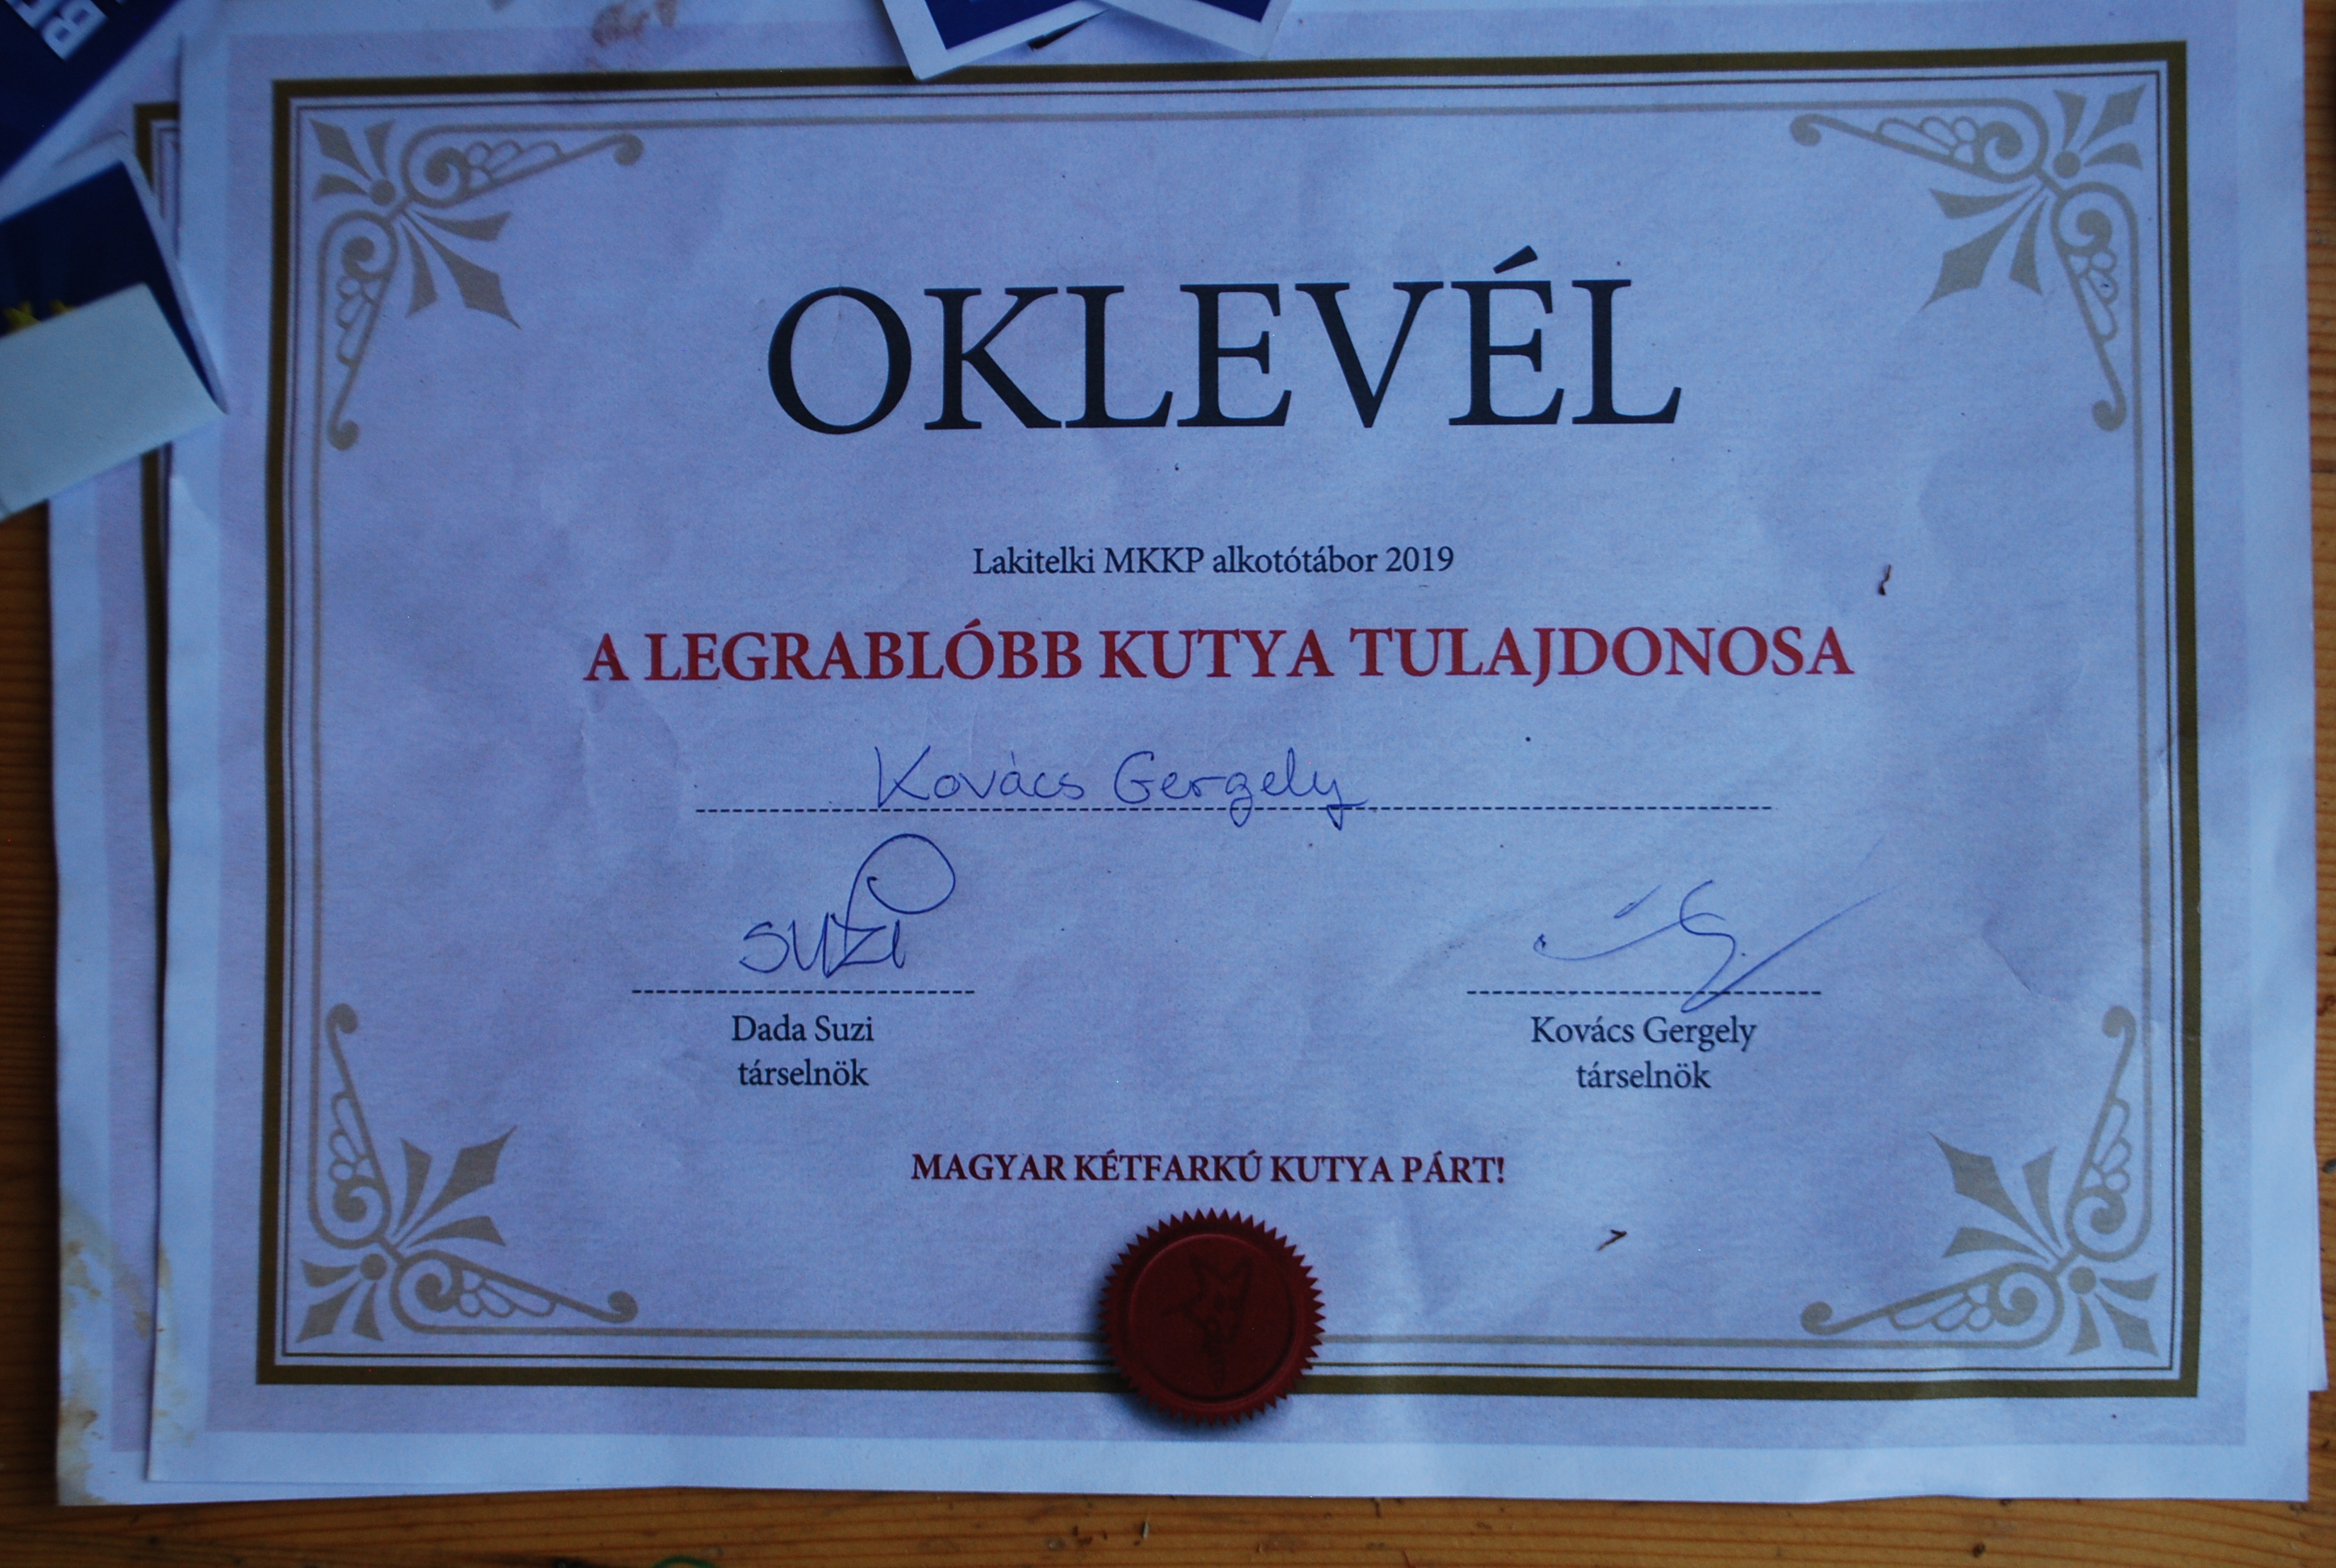 OKLEVÉL
Lakitelki MKKP alkotótábor 2019
A LEGRABLÓBB KUTYA TULAJDONOSA
Kovács Gergely
suzi
Dada Suzi
társelnök
Kovács Gergely
társelnök
MAGYAR KÉTFARKÚ KUTYA PÁRT!